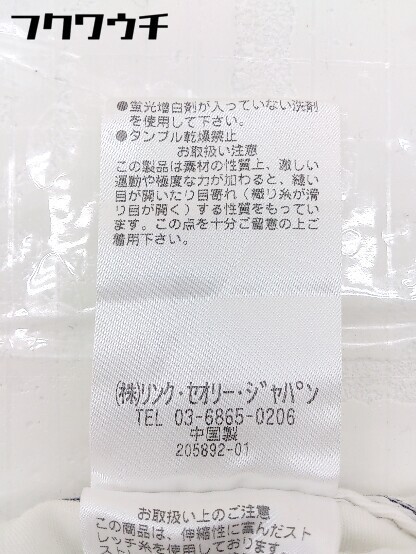 フクワウチ
●蛍光増白剤が入っていない洗剤
を使用して下さい。
●タンブル乾燥禁止
お取扱い注意
この製品は素材の性質上、激しい
運動や極度な力が加わると、縫い
目が開いたり目寄れ（織り糸が滑
り目が開く）する性質をもってい
ます。この点を十分ご留意の上ご
着用下さい。
(株)リンク・セオリー・ジャパン
TEL 03-6865-0206
中国製
205892-01
お取扱い上のご注意
この商品は、伸縮性に富んだスト
レッチ糸を使用しております。